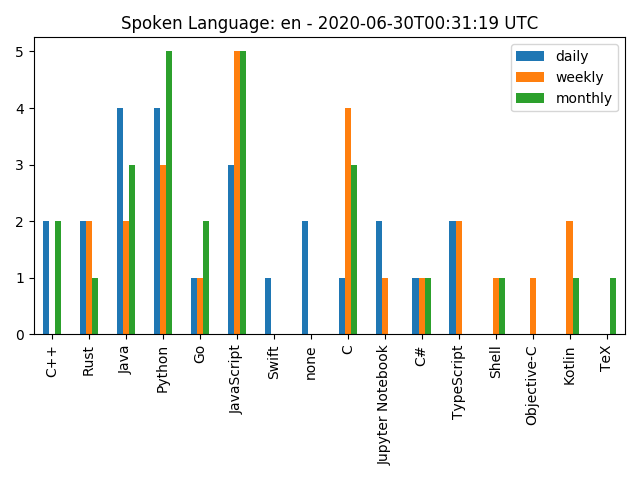 Spoken Language: en - 2020-06-30T00:31:19 UTC
daily
weekly
monthly
5
4
3
2
1
0
C++
Rust
Java
Python
Go
JavaScript
Swift
none
C
Jupyter Notebook
C#
TypeScript
Shell
Objective-C
Kotlin
TeX